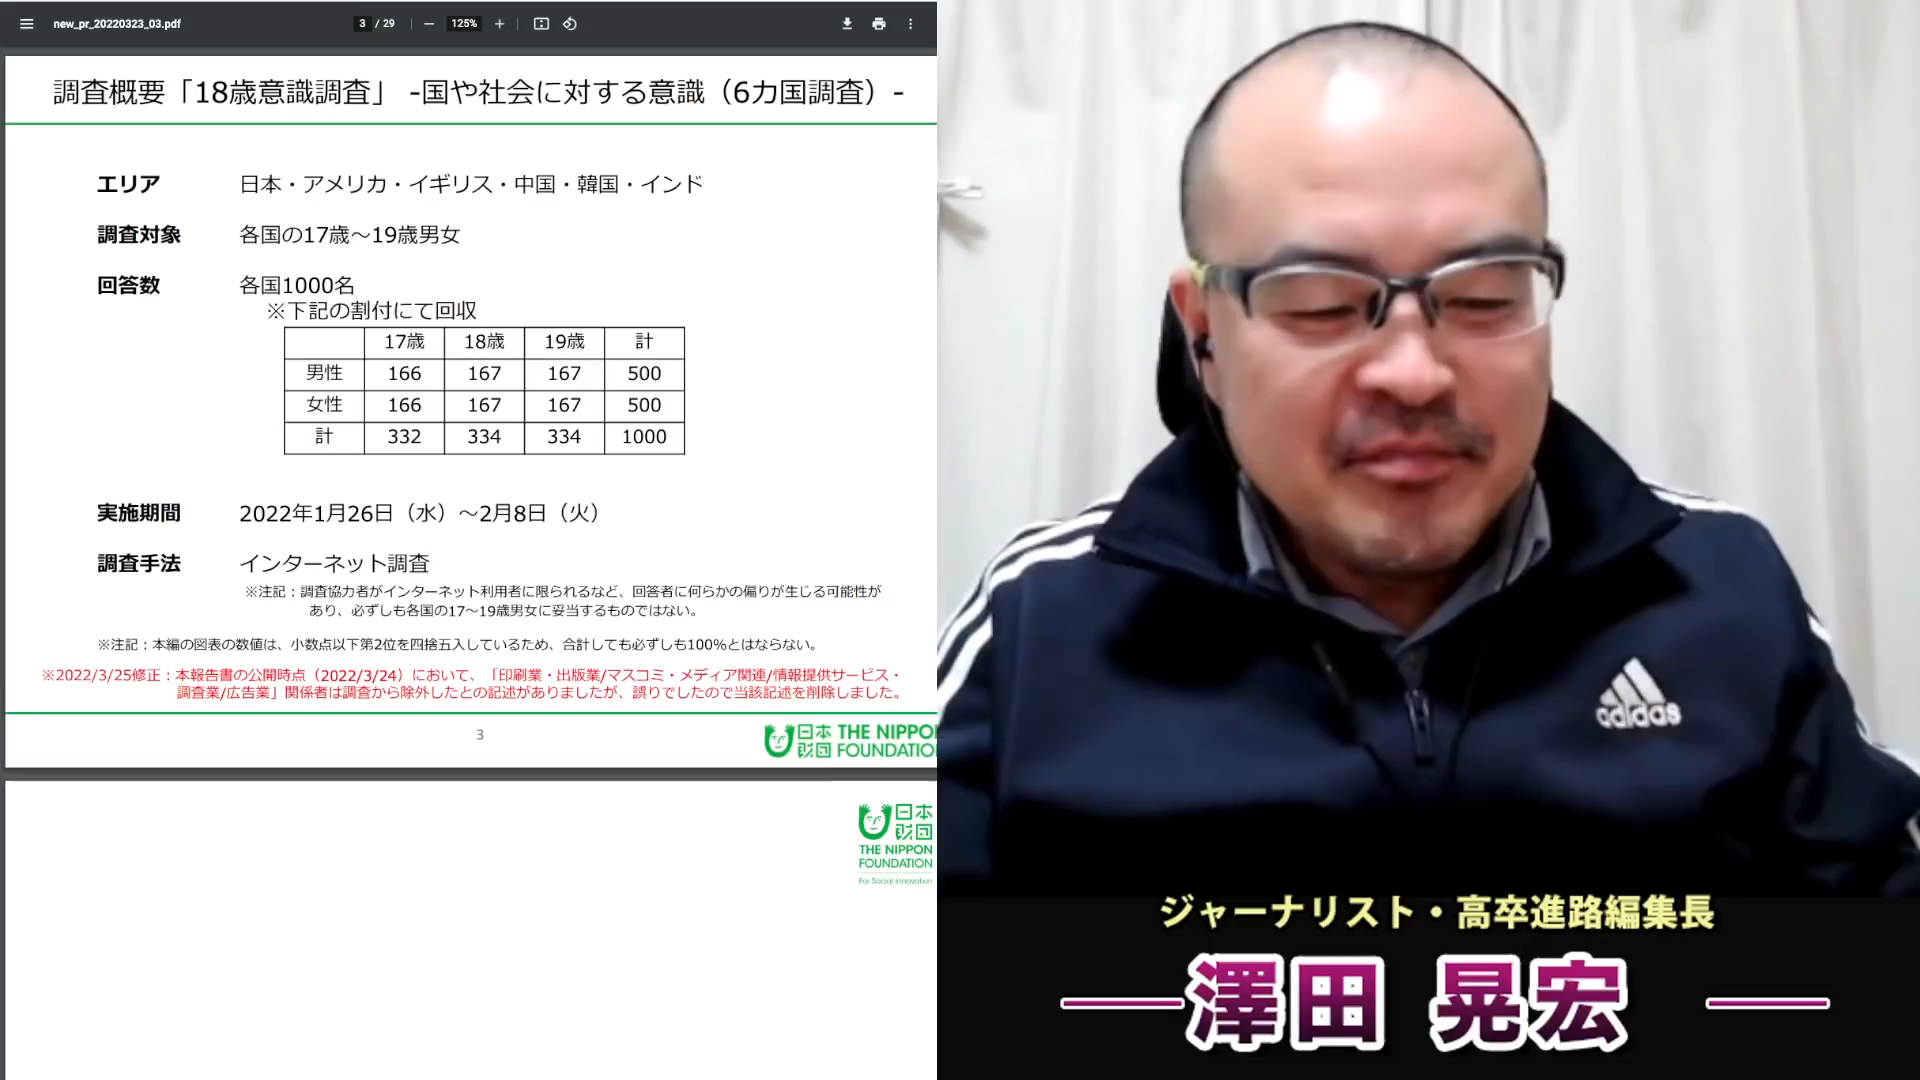 new_pr_20220323_03.pdf
3 / 29
125%
調査概要「18歳意識調査」 -国や社会に対する意識（6カ国調査）-
エリア 日本・アメリカ・イギリス・中国・韓国・インド
調査対象 各国の17歳～19歳男女
回答数 各国1000名
※下記の割付にて回収
17歳 18歳 19歳 計
男性 166 167 167 500
女性 166 167 167 500
計 332 334 334 1000
実施期間 2022年1月26日（水）～2月8日（火）
調査手法 インターネット調査
※注記：調査協力者がインターネット利用者に限られるなど、回答者に何らかの偏りが生じる可能性が
あり、必ずしも各国の17～19歳男女に妥当するものではない。
※注記：本編の図表の数値は、小数点以下第2位を四捨五入しているため、合計しても必ずしも100%とはならない。
※2022/3/25修正：本報告書の公開時点（2022/3/24）において、「印刷業・出版業/マスコミ・メディア関連/情報提供サービス・
調査業/広告業」関係者は調査から除外したとの記述がありましたが、誤りでしたので当該記述を削除しました。
3
日本
財団
THE NIPPO
FOUNDATIO
日本
財団
THE NIPPON
FOUNDATION
For Social Innovation
adidas
ジャーナリスト・高卒進路編集長
澤田 晃宏